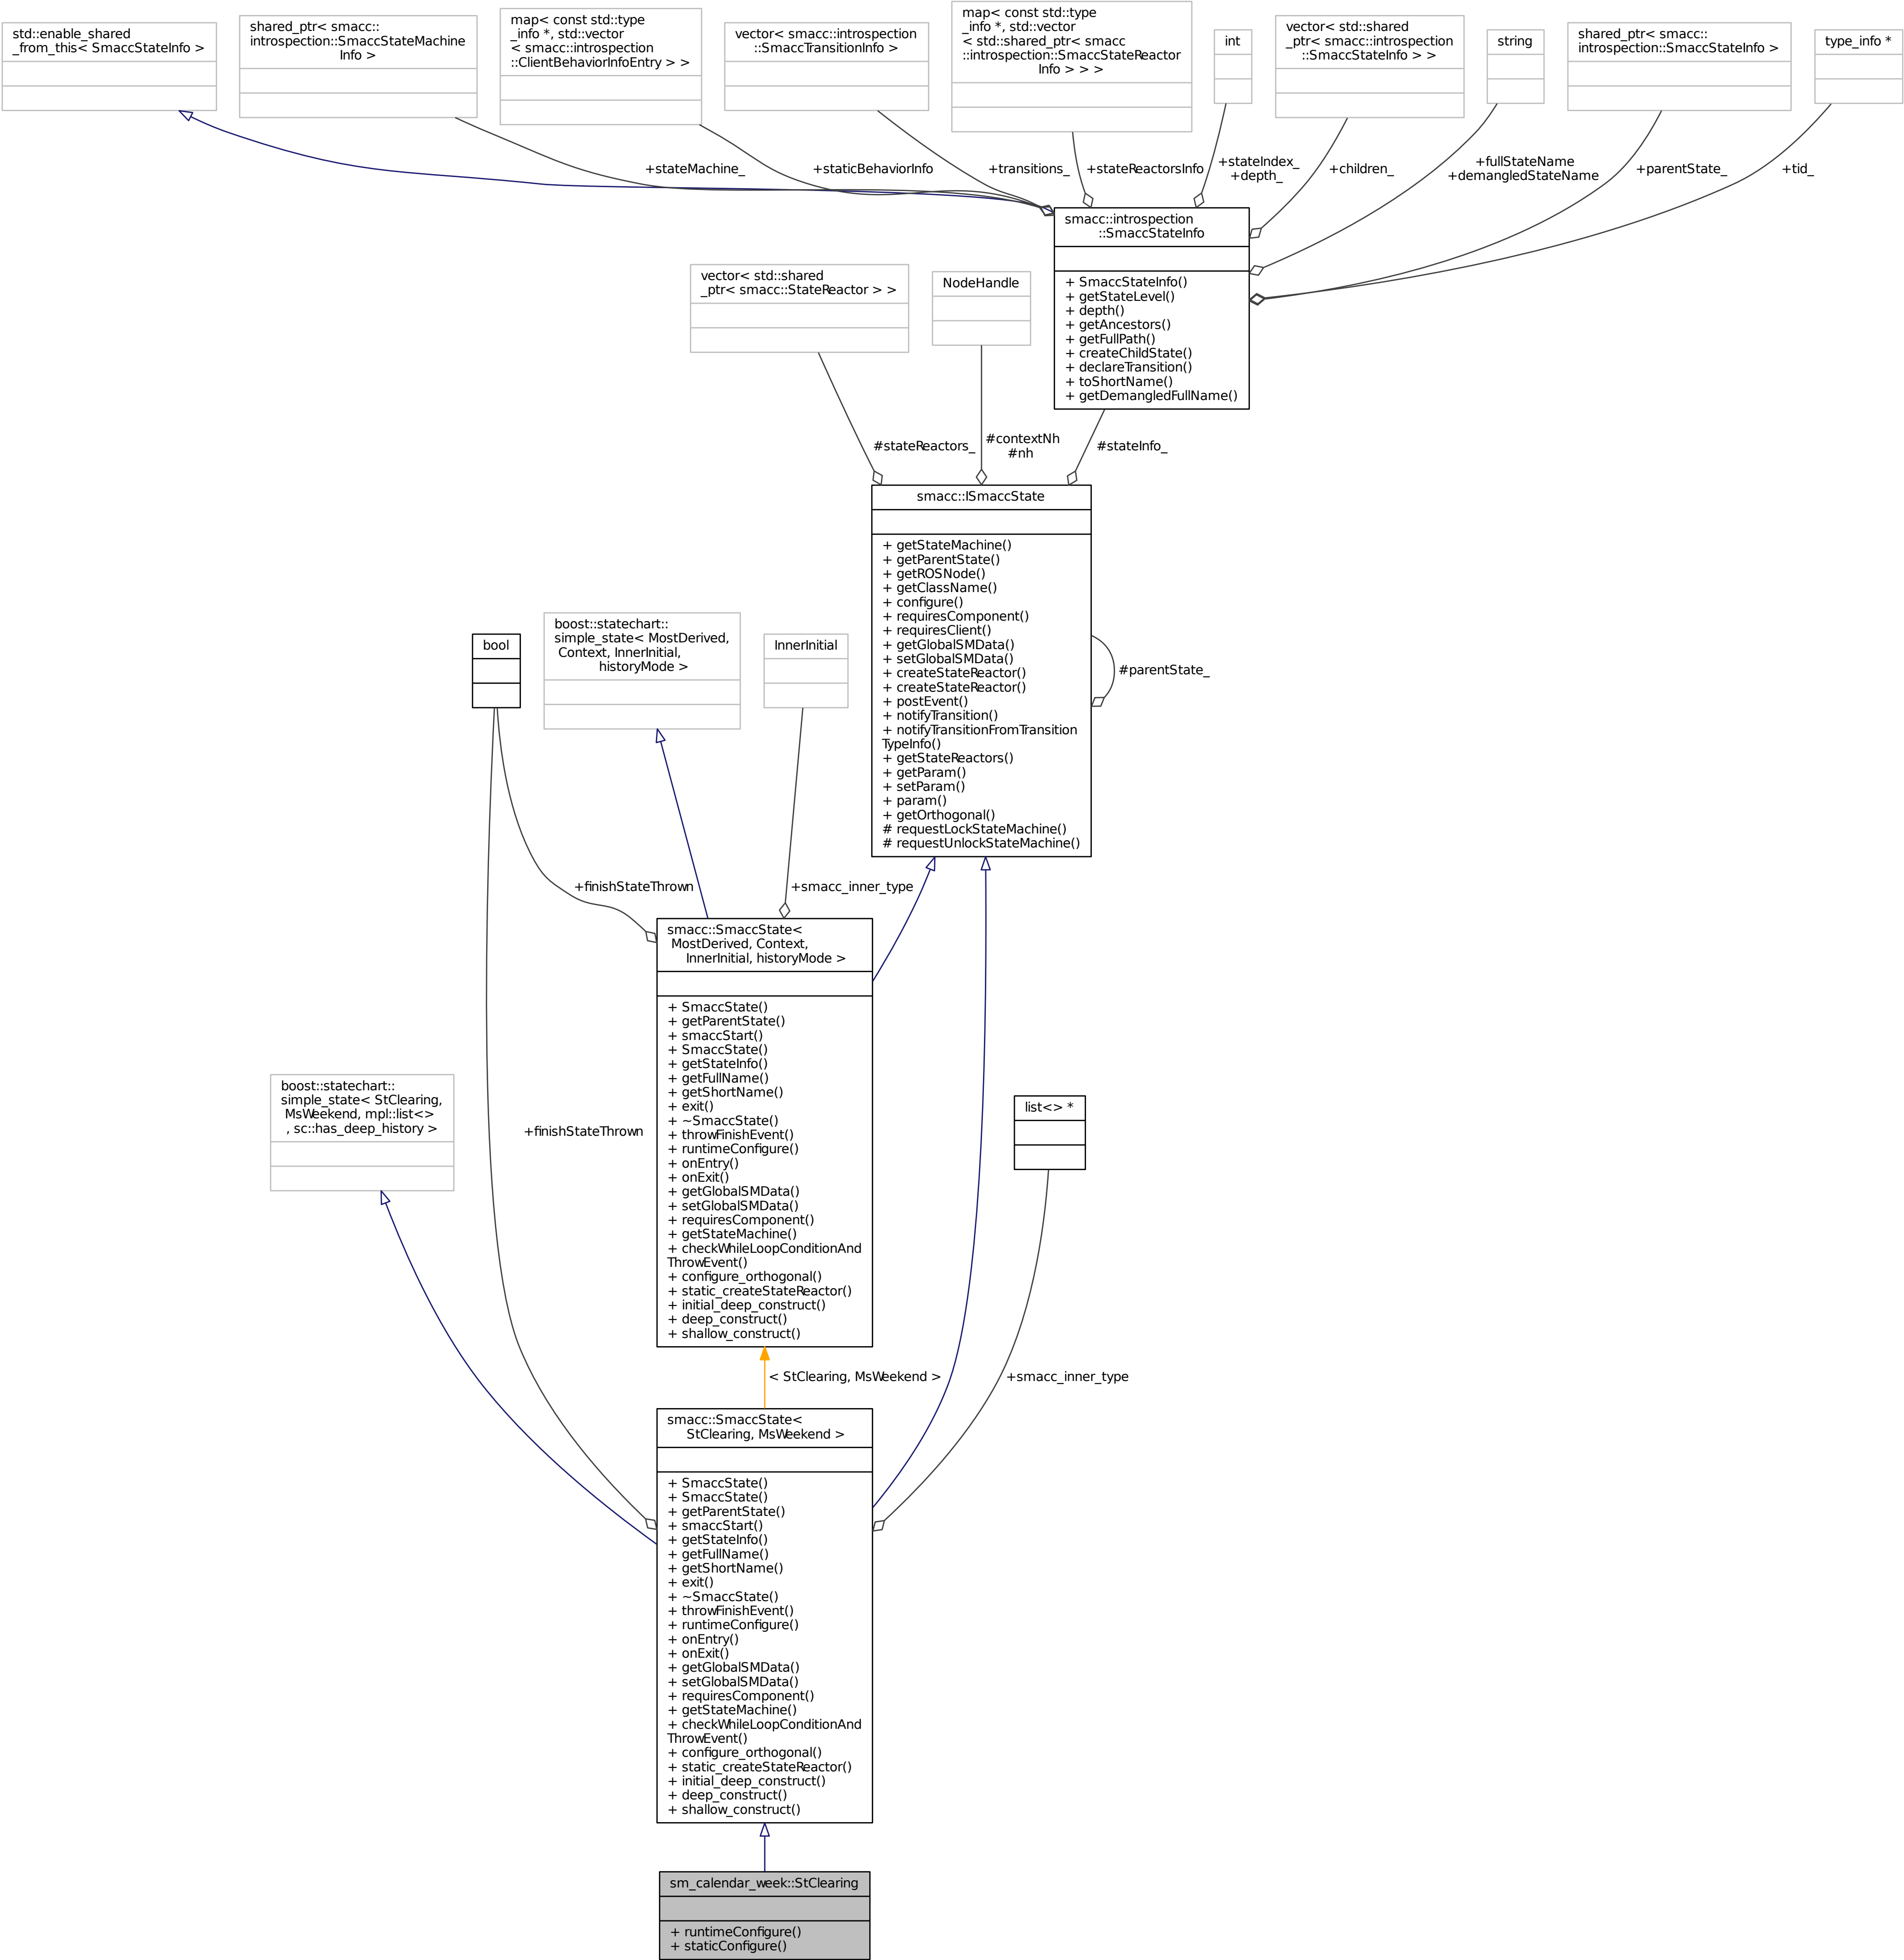 std::enable_shared
_from_this< SmaccStateInfo >
shared_ptr< smacc::
introspection::SmaccStateMachine
Info >
map< const std::type
_info *, std::vector
< smacc::introspection
::ClientBehaviorInfoEntry > >
vector< smacc::introspection
::SmaccTransitionInfo >
map< const std::type
_info *, std::vector
< std::shared_ptr< smacc
::introspection::SmaccStateReactor
Info > > >
int
vector< std::shared
_ptr< smacc::introspection
::SmaccStateInfo > >
string
shared_ptr< smacc::
introspection::SmaccStateInfo >
type_info *
+stateMachine_
+staticBehaviorInfo
+transitions_
+stateReactorsInfo
+stateIndex_
+depth_
+children_
+fullStateName
+demangledStateName
+parentState_
+tid_
smacc::introspection
::SmaccStateInfo
+ SmaccStateInfo()
+ getStateLevel()
+ depth()
+ getAncestors()
+ getFullPath()
+ createChildState()
+ declareTransition()
+ toShortName()
+ getDemangledFullName()
vector< std::shared
_ptr< smacc::StateReactor > >
NodeHandle
#stateReactors_
#contextNh
#nh
#stateInfo_
smacc::ISmaccState
+ getStateMachine()
+ getParentState()
+ getROSNode()
+ getClassName()
+ configure()
+ requiresComponent()
+ requiresClient()
+ getGlobalSMData()
+ setGlobalSMData()
+ createStateReactor()
+ createStateReactor()
+ postEvent()
+ notifyTransition()
+ notifyTransitionFromTransition
TypeInfo()
+ getStateReactors()
+ getParam()
+ setParam()
+ param()
+ getOrthogonal()
# requestLockStateMachine()
# requestUnlockStateMachine()
#parentState_
bool
boost::statechart::
simple_state< MostDerived,
Context, InnerInitial,
historyMode >
InnerInitial
+finishStateThrown
+smacc_inner_type
smacc::SmaccState<
MostDerived, Context,
InnerInitial, historyMode >
+ SmaccState()
+ getParentState()
+ smaccStart()
+ SmaccState()
+ getStateInfo()
+ getFullName()
+ getShortName()
+ exit()
+ ~SmaccState()
+ throwFinishEvent()
+ runtimeConfigure()
+ onEntry()
+ onExit()
+ getGlobalSMData()
+ setGlobalSMData()
+ requiresComponent()
+ getStateMachine()
+ checkWhileLoopConditionAnd
ThrowEvent()
+ configure_orthogonal()
+ static_createStateReactor()
+ initial_deep_construct()
+ deep_construct()
+ shallow_construct()
boost::statechart::
simple_state< StClearing,
MsWeekend, mpl::list<>
, sc::has_deep_history >
+finishStateThrown
list<> *
< StClearing, MsWeekend >
+smacc_inner_type
smacc::SmaccState<
StClearing, MsWeekend >
+ SmaccState()
+ SmaccState()
+ getParentState()
+ smaccStart()
+ getStateInfo()
+ getFullName()
+ getShortName()
+ exit()
+ ~SmaccState()
+ throwFinishEvent()
+ runtimeConfigure()
+ onEntry()
+ onExit()
+ getGlobalSMData()
+ setGlobalSMData()
+ requiresComponent()
+ getStateMachine()
+ checkWhileLoopConditionAnd
ThrowEvent()
+ configure_orthogonal()
+ static_createStateReactor()
+ initial_deep_construct()
+ deep_construct()
+ shallow_construct()
sm_calendar_week::StClearing
+ runtimeConfigure()
+ staticConfigure()